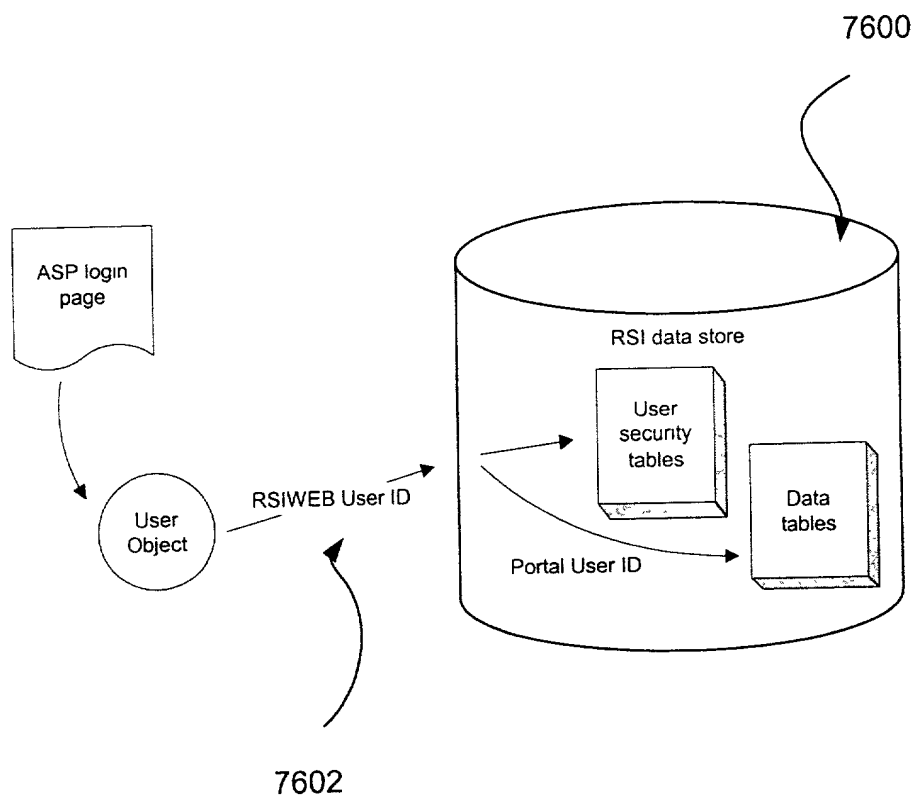 7600
ASP login
page
RSI data store
User
security
tables
Data
tables
User
Object
RSIWEB User ID
Portal User ID
7602